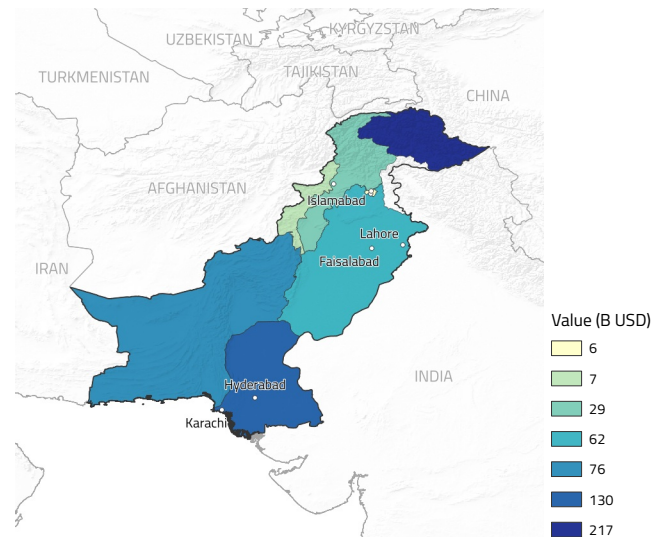 KYRGYZSTAN
UZBEKISTAN
TAJIKISTAN
TURKMENISTAN
CHINA
AFGHANISTAN
Islamabad
Lahore
Faisalabad
IRAN
Value (B USD)
6
7
29
62
76
130
217
INDIA
Hyderabad
Karachi